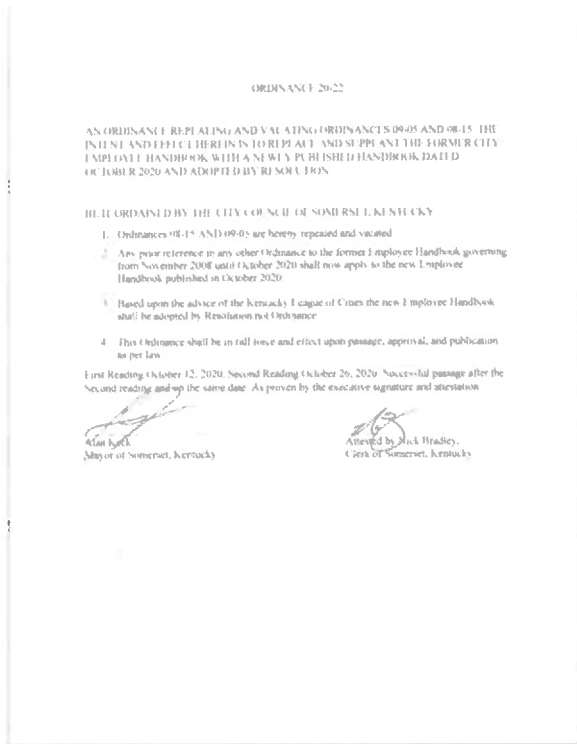 ORDINANCE 20-22
AN ORDINANCE REPEALING AND VACATING ORDINANCES 09-05 AND 08-15. THE
INTENT AND EFFECT HEREIN IS TO REPLACE AND SUPPLANT THE FORMER CITY
EMPLOYEE HANDBOOK WITH A NEWLY PUBLISHED HANDBOOK DATED
OCTOBER 2020 AND ADOPTED BY RESOLUTION
BE IT ORDAINED BY THE CITY COUNCIL OF SOMERSET, KENTUCKY
1. Ordinances 08-15 AND 09-05 are hereby repealed and vacated
2. Any prior reference in any other Ordinance to the former Employee Handbook governing
from November 2008 until October 2020 shall now apply to the new Employee
Handbook published in October 2020
3. Based upon the advice of the Kentucky League of Cities the new Employee Handbook
shall be adopted by Resolution not Ordinance
4. This Ordinance shall be in full force and effect upon passage, approval, and publication
as per law
First Reading October 12, 2020, Second Reading October 26, 2020. Successful passage after the
Second reading and on the same date. As proven by the executive signature and attestation
Alan Keck
Mayor of Somerset, Kentucky
Attested by Nick Bradley,
Clerk of Somerset, Kentucky